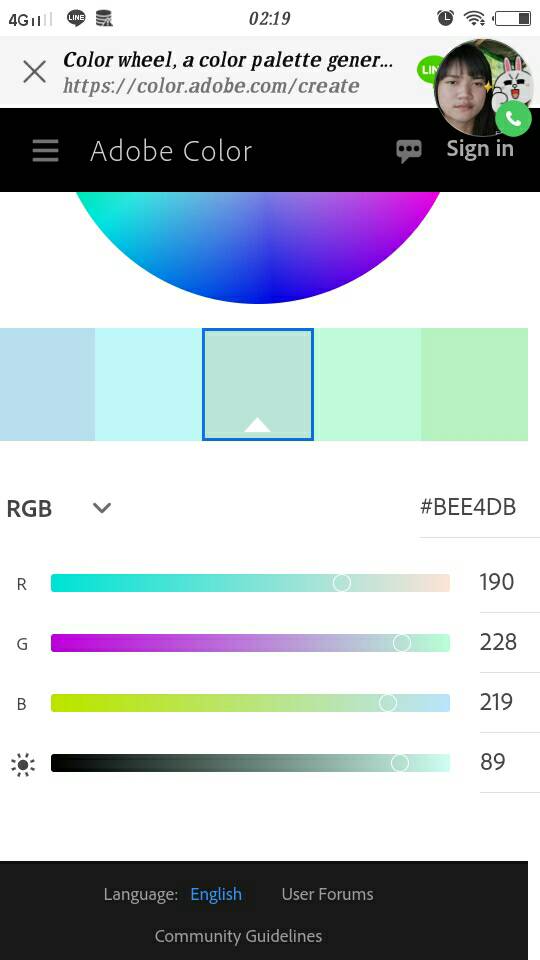 4G
LINE
02:19
Color wheel, a color palette gener...
https://color.adobe.com/create
Adobe Color
Sign in
RGB
#BEE4DB
R
190
G
228
B
219
89
Language: English
User Forums
Community Guidelines